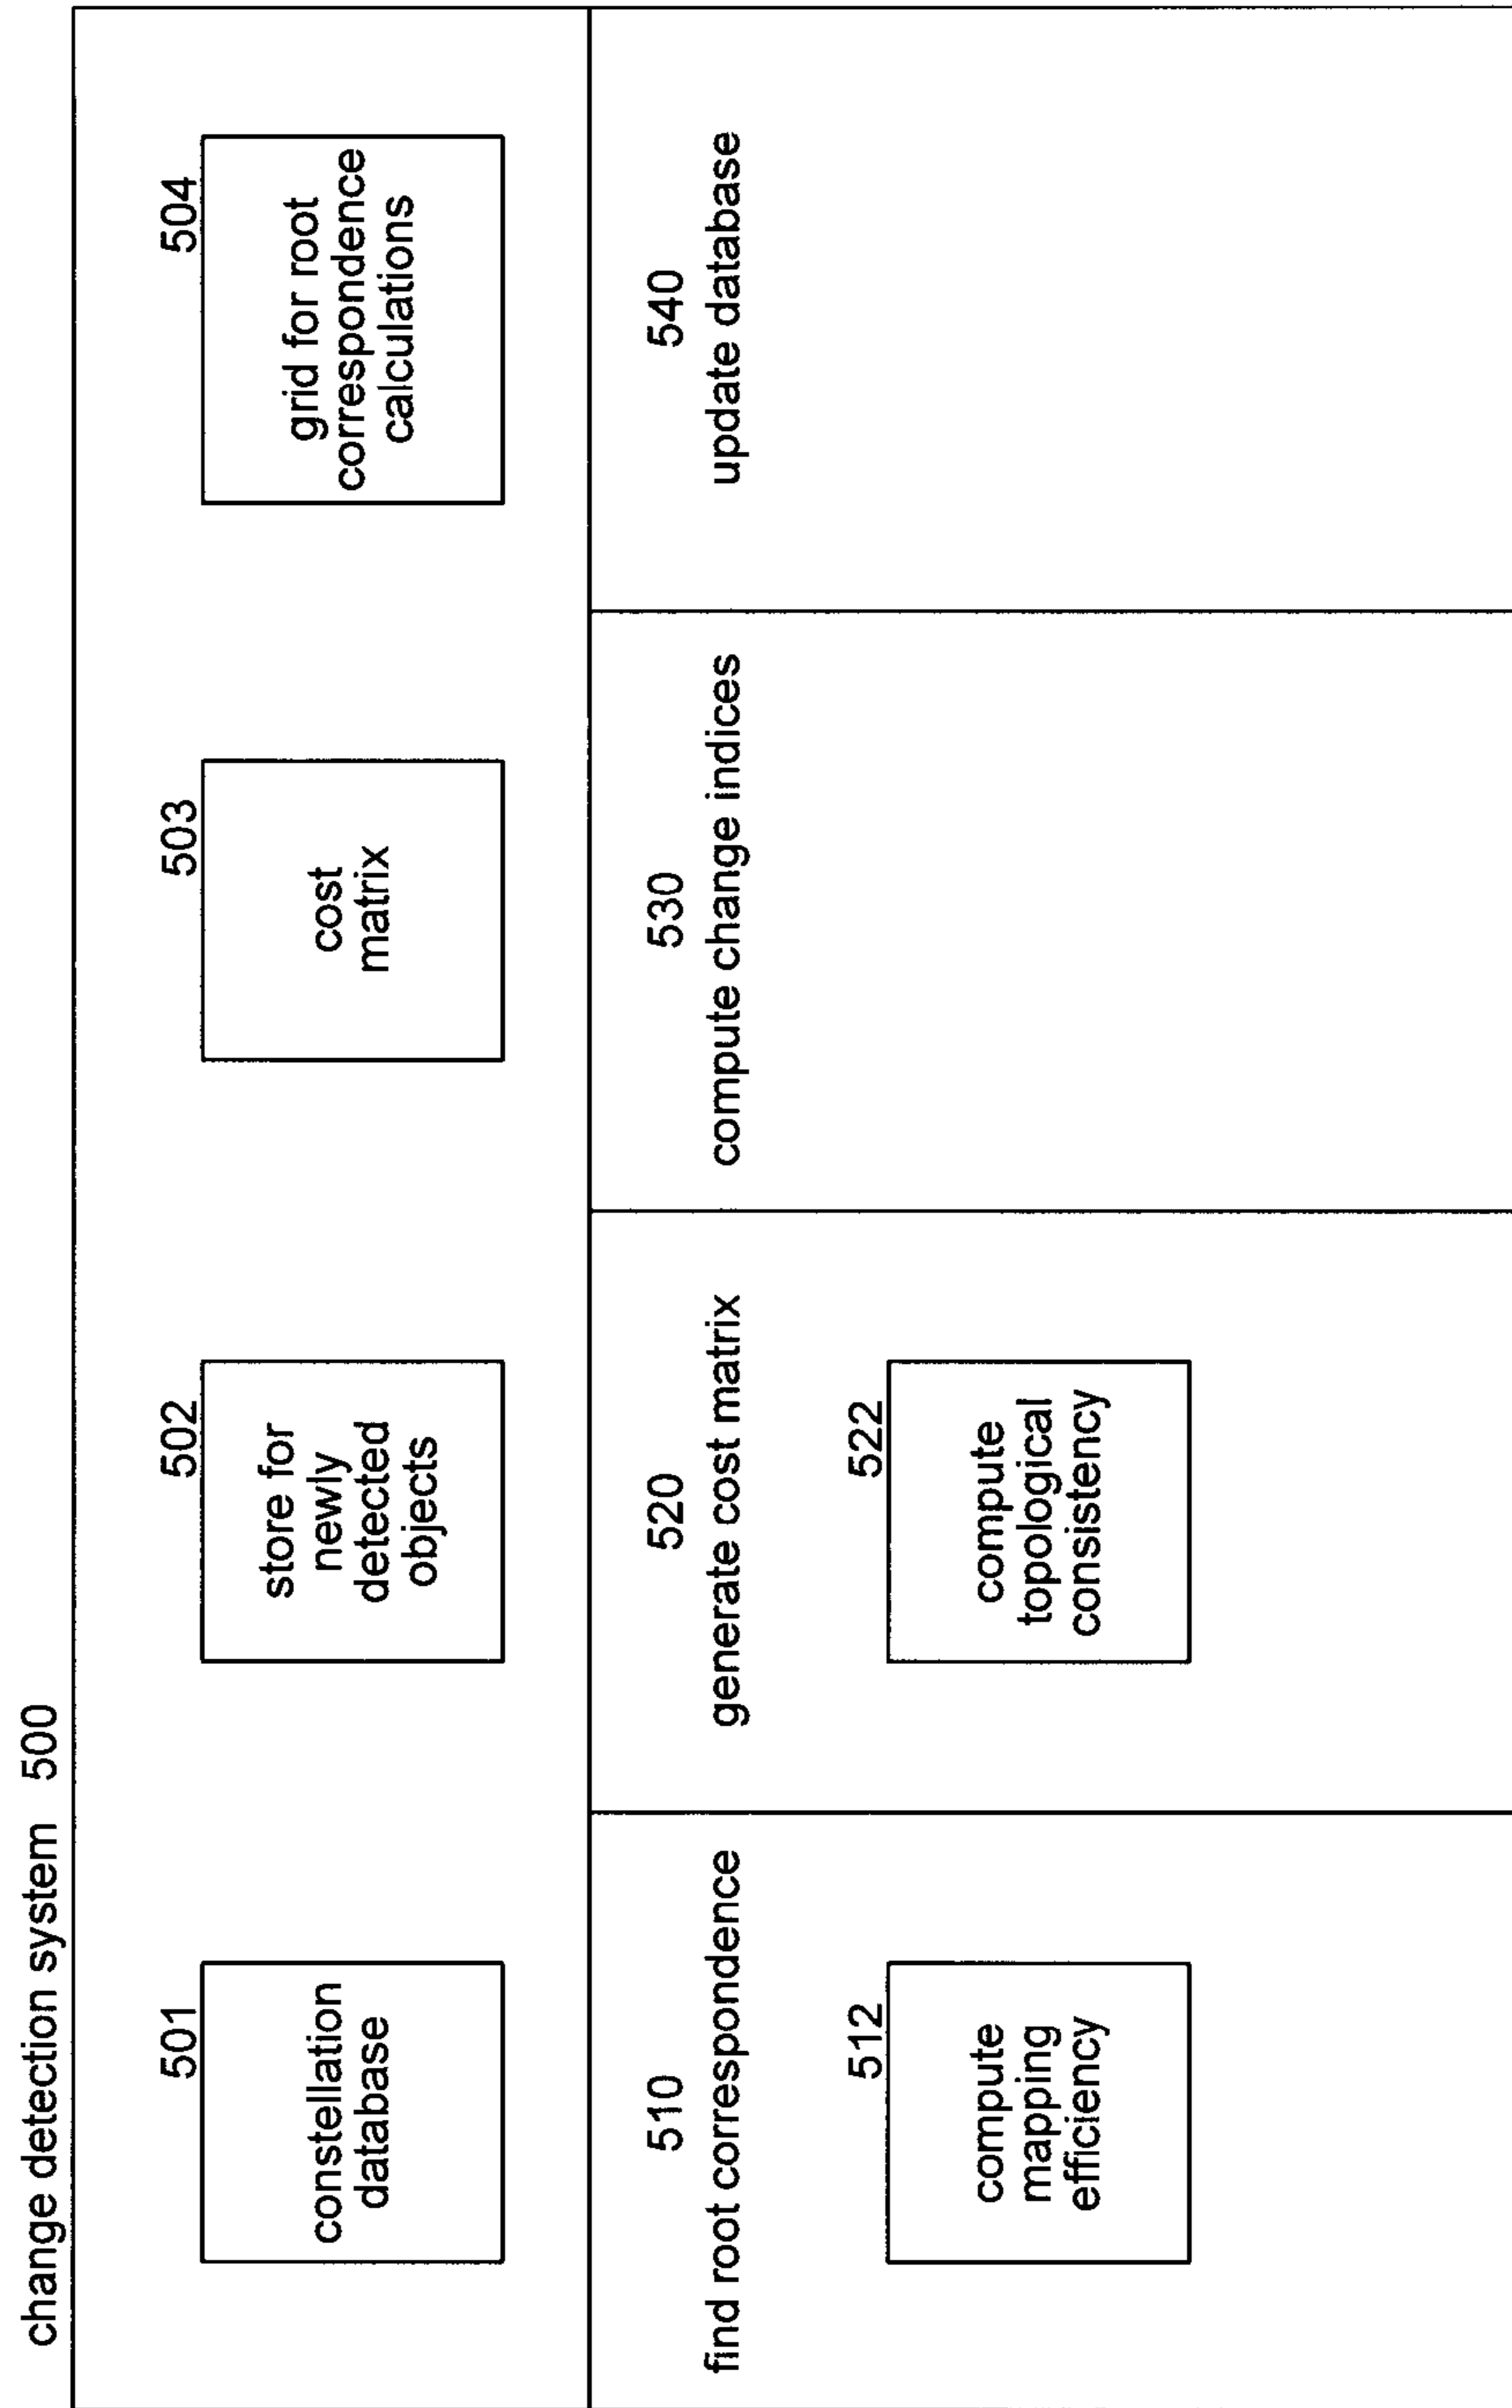 change detection system 500
501
constellation
database
502
store for
newly
detected
objects
503
cost
matrix
504
grid for root
correspondence
calculations
510
find root correspondence
512
compute
mapping
efficiency
520
generate cost matrix
522
compute
topological
consistency
530
compute change indices
540
update database